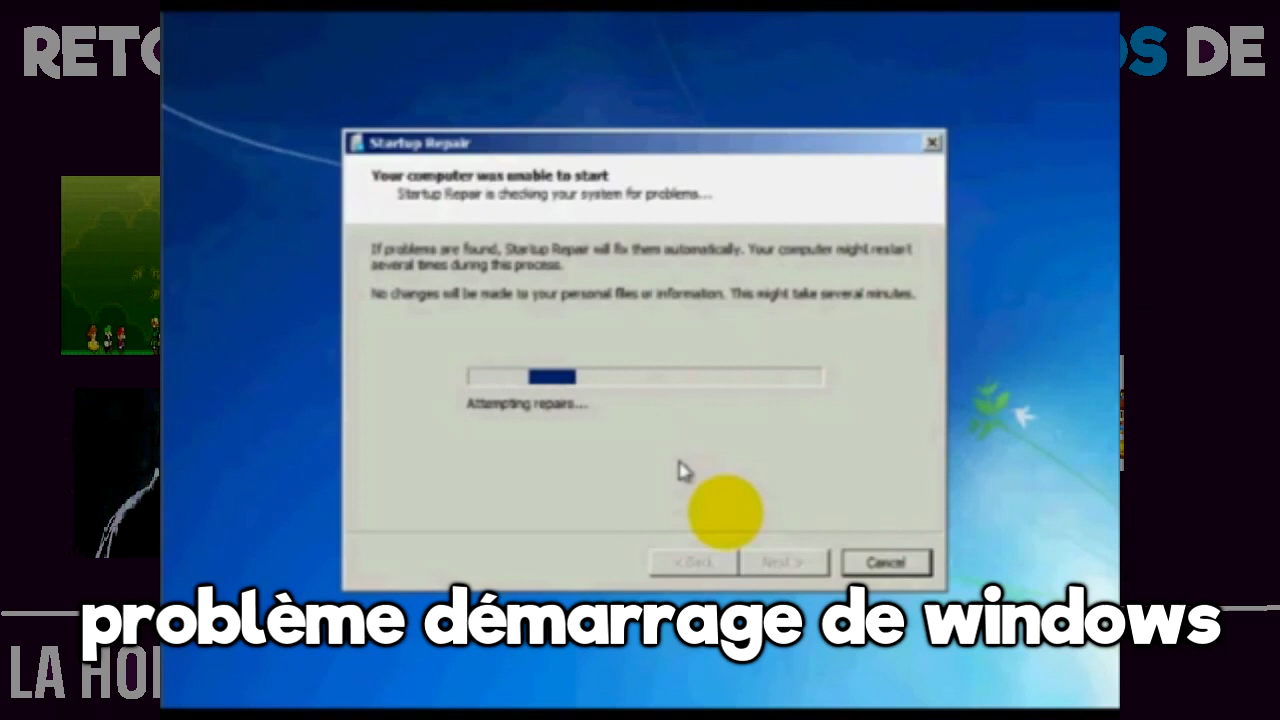 RETO
OS DE
Startup Repair
Your computer was unable to start
Startup Repair is checking your system for problems...
If problems are found, Startup Repair will fix them automatically. Your computer might restart
several times during this process.
No changes will be made to your personal files or information. This might take several minutes.
Attempting repairs...
< Back
Next >
Cancel
problème démarrage de windows
LA HO